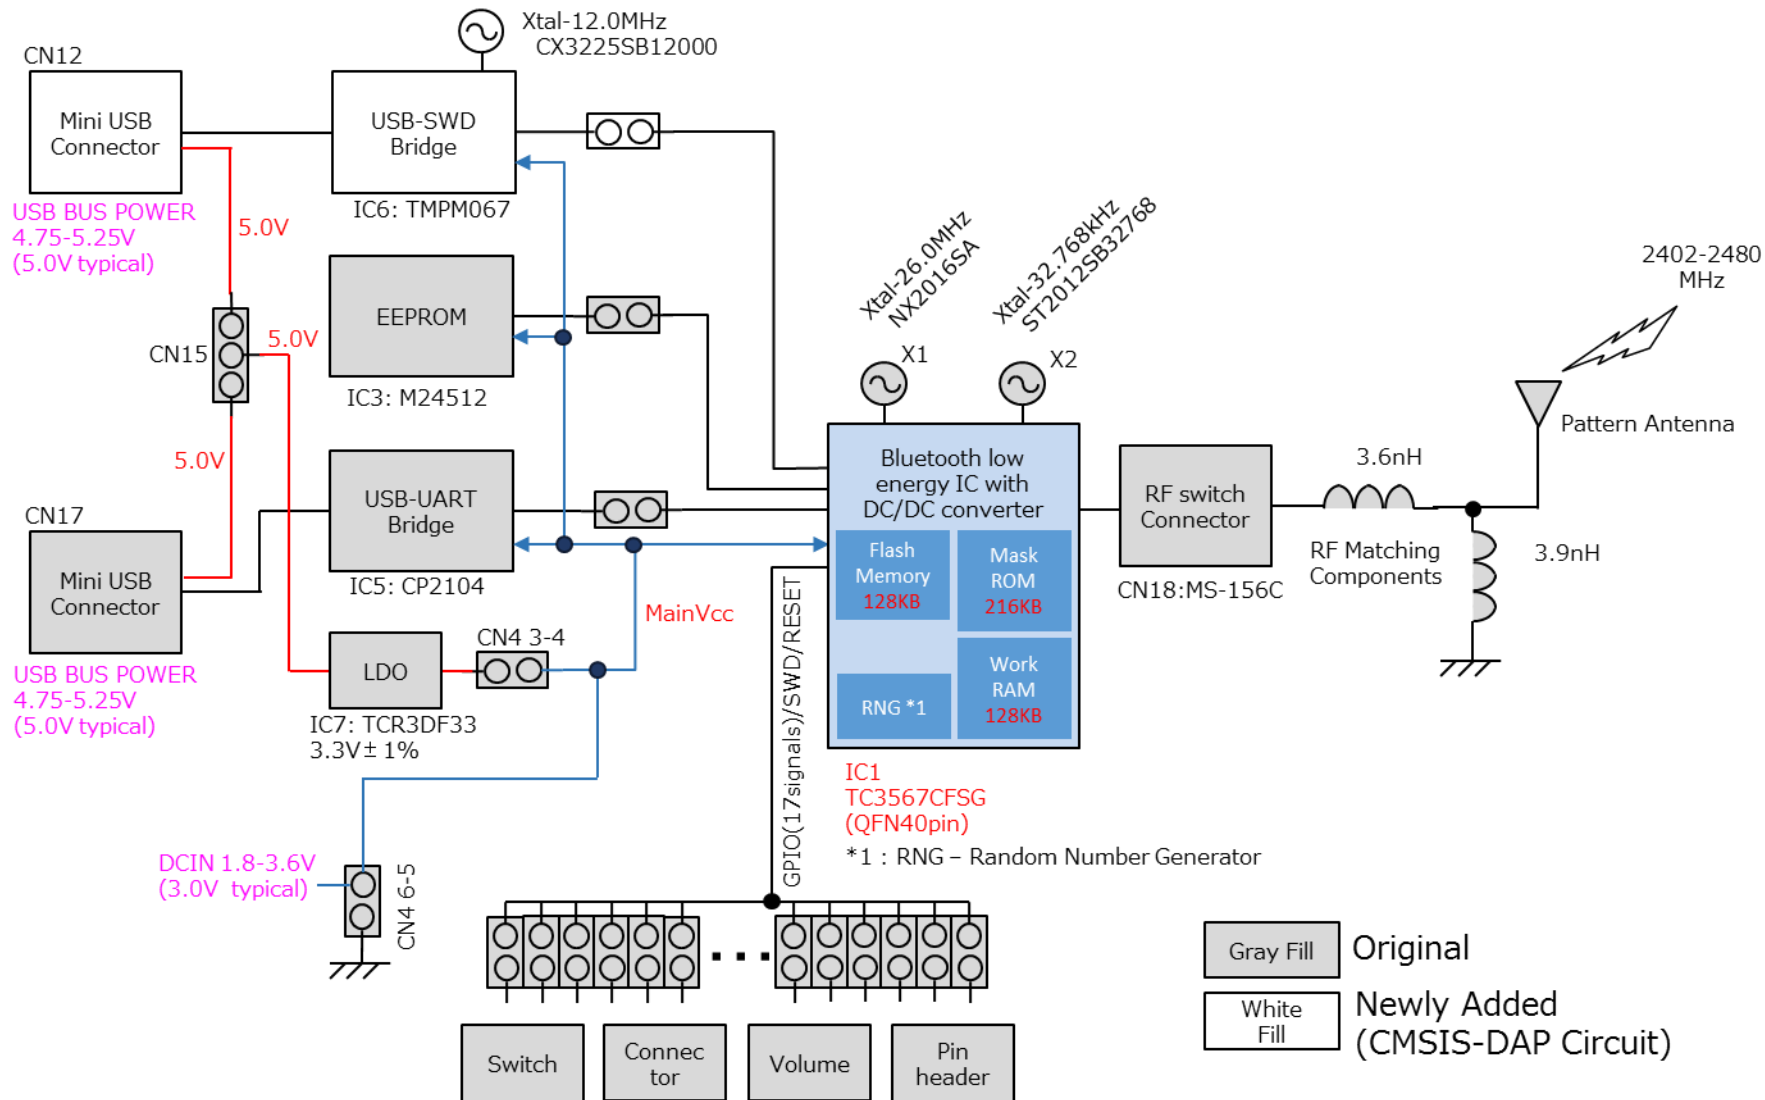 Xtal-12.0MHz
CX3225SB12000
CN12
Mini USB
Connector
USB-SWD
Bridge
IC6: TMPM067
USB BUS POWER
4.75-5.25V
(5.0V typical)
5.0V
Xtal-26.0MHz
NX2016SA
Xtal-32.768kHz
ST2012SB32768
2402-2480
MHz
EEPROM
CN15
5.0V
IC3: M24512
X1
X2
Pattern Antenna
5.0V
USB-UART
Bridge
IC5: CP2104
Bluetooth low
energy IC with
DC/DC converter
Flash
Memory
128KB
Mask
ROM
216KB
RNG *1
Work
RAM
128KB
RF switch
Connector
CN18:MS-156C
3.6nH
RF Matching
Components
3.9nH
CN17
Mini USB
Connector
USB BUS POWER
4.75-5.25V
(5.0V typical)
MainVcc
CN4 3-4
LDO
IC7: TCR3DF33
3.3V± 1%
GPIO(17signals)/SWD/RESET
IC1
TC3567CFSG
(QFN40pin)
*1 : RNG – Random Number Generator
DCIN 1.8-3.6V
(3.0V typical)
CN4 6-5
Switch
Connec
tor
Volume
Pin
header
Gray Fill
Original
White
Fill
Newly Added
(CMSIS-DAP Circuit)